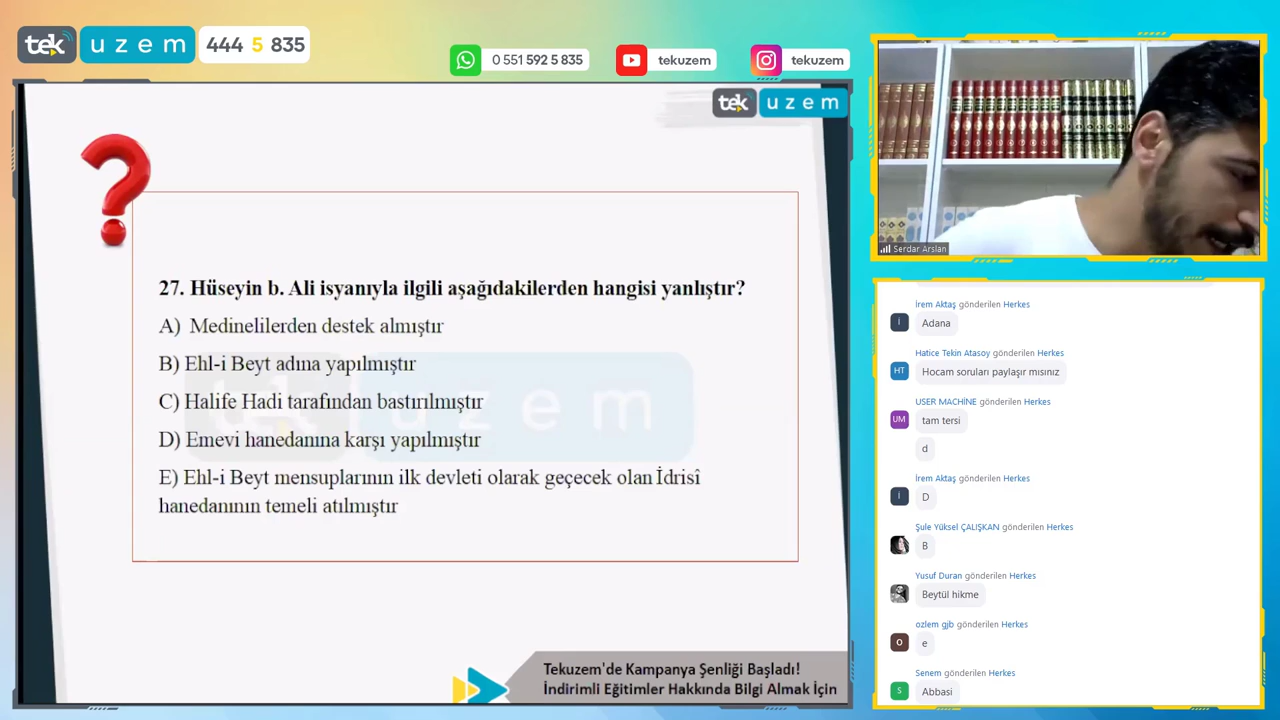 tek uzem 444 5 835
0 551 592 5 835
tekuzem
tekuzem
tek uzem
27. Hüseyin b. Ali isyanıyla ilgili aşağıdakilerden hangisi yanlıştır?
A) Medinelilerden destek almıştır
B) Ehl-i Beyt adına yapılmıştır
C) Halife Hadi tarafından bastırılmıştır
D) Emevi hanedanına karşı yapılmıştır
E) Ehl-i Beyt mensuplarının ilk devleti olarak geçecek olan İdrisî
hanedanının temeli atılmıştır
tek uzem
Tekuzem'de Kampanya Şenliği Başladı!
İndirimli Eğitimler Hakkında Bilgi Almak İçin
Serdar Arslan
İrem Aktaş gönderilen Herkes
İ
Adana
Hatice Tekin Atasoy gönderilen Herkes
HT
Hocam soruları paylaşır mısınız
USER MACHİNE gönderilen Herkes
UM
tam tersi
d
İrem Aktaş gönderilen Herkes
İ
D
Şule Yüksel ÇALIŞKAN gönderilen Herkes
B
Yusuf Duran gönderilen Herkes
Beytül hikme
ozlem gjb gönderilen Herkes
O
e
Senem gönderilen Herkes
S
Abbasi